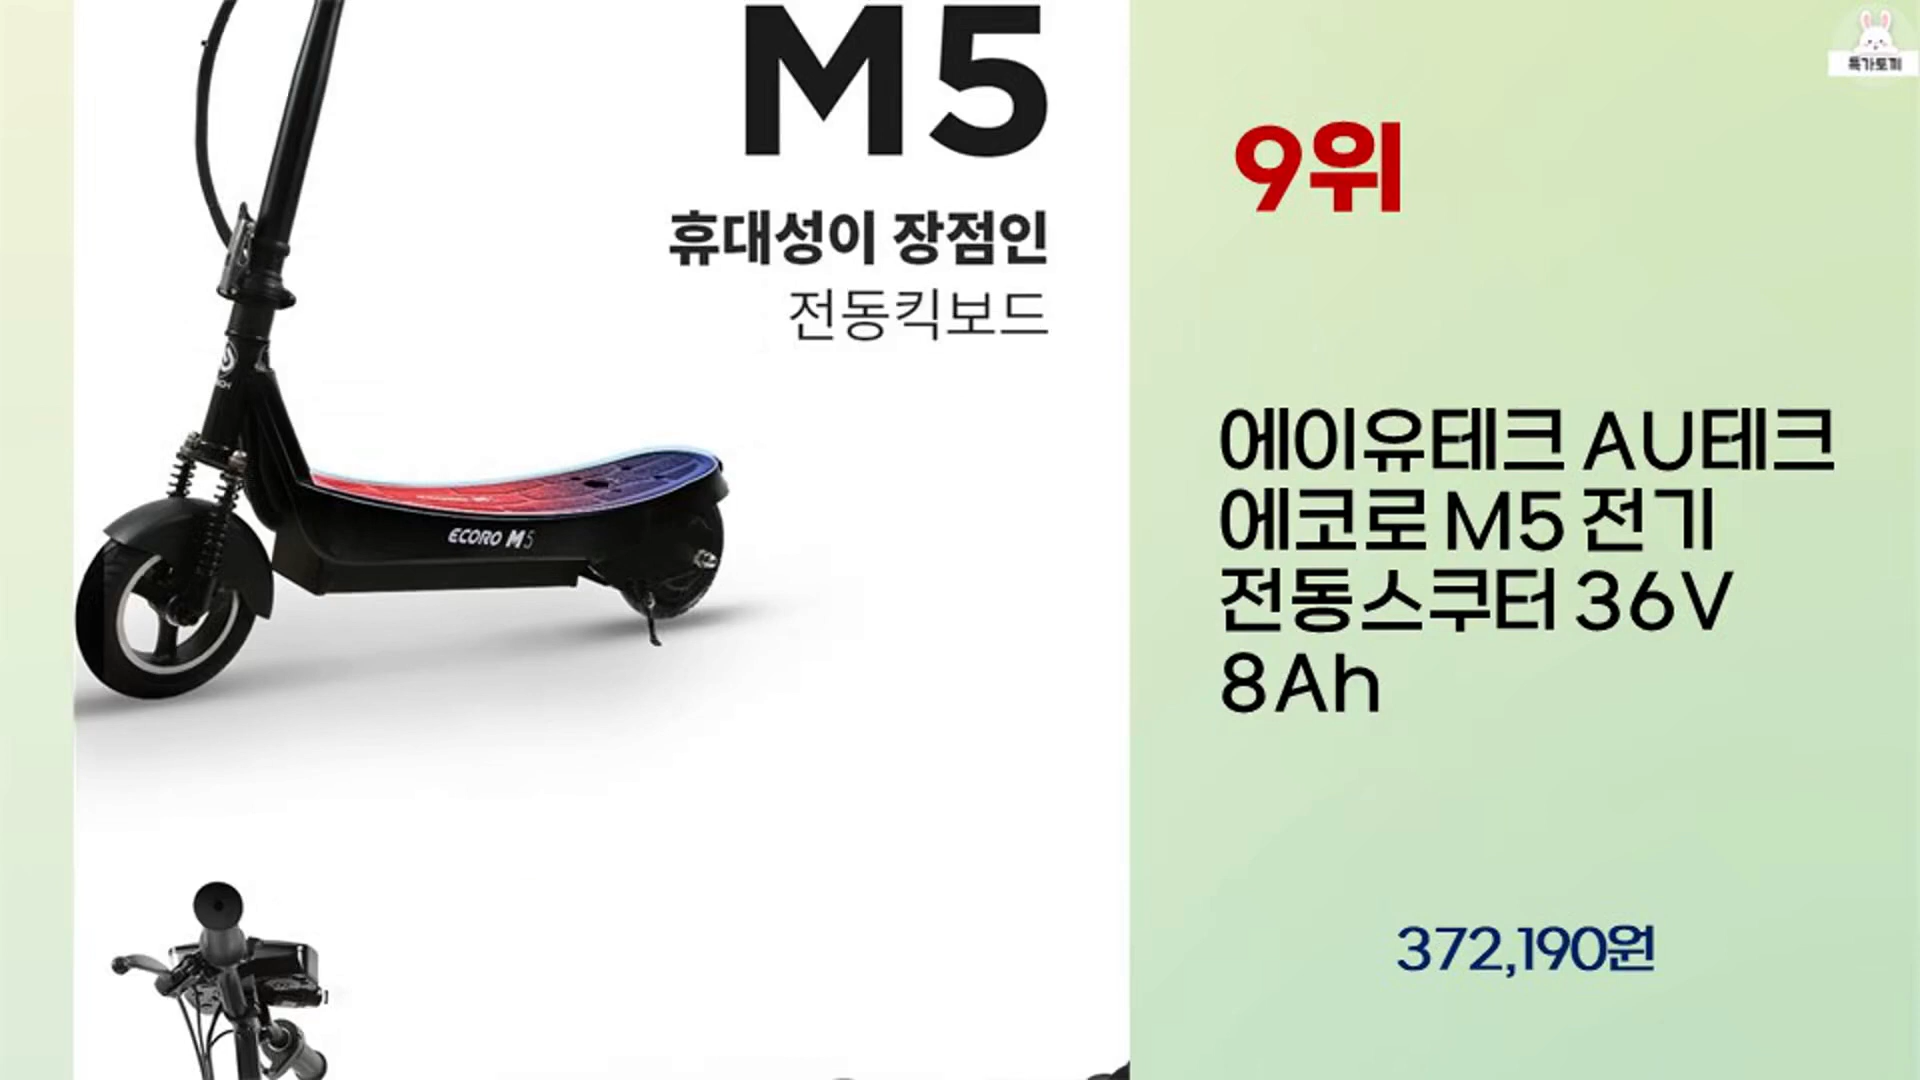 M5
휴대성이 장점인
전동킥보드
ECORO M5
특가토끼
9위
에이유테크 AU테크
에코로 M5 전기
전동스쿠터 36V
8Ah
372,190원